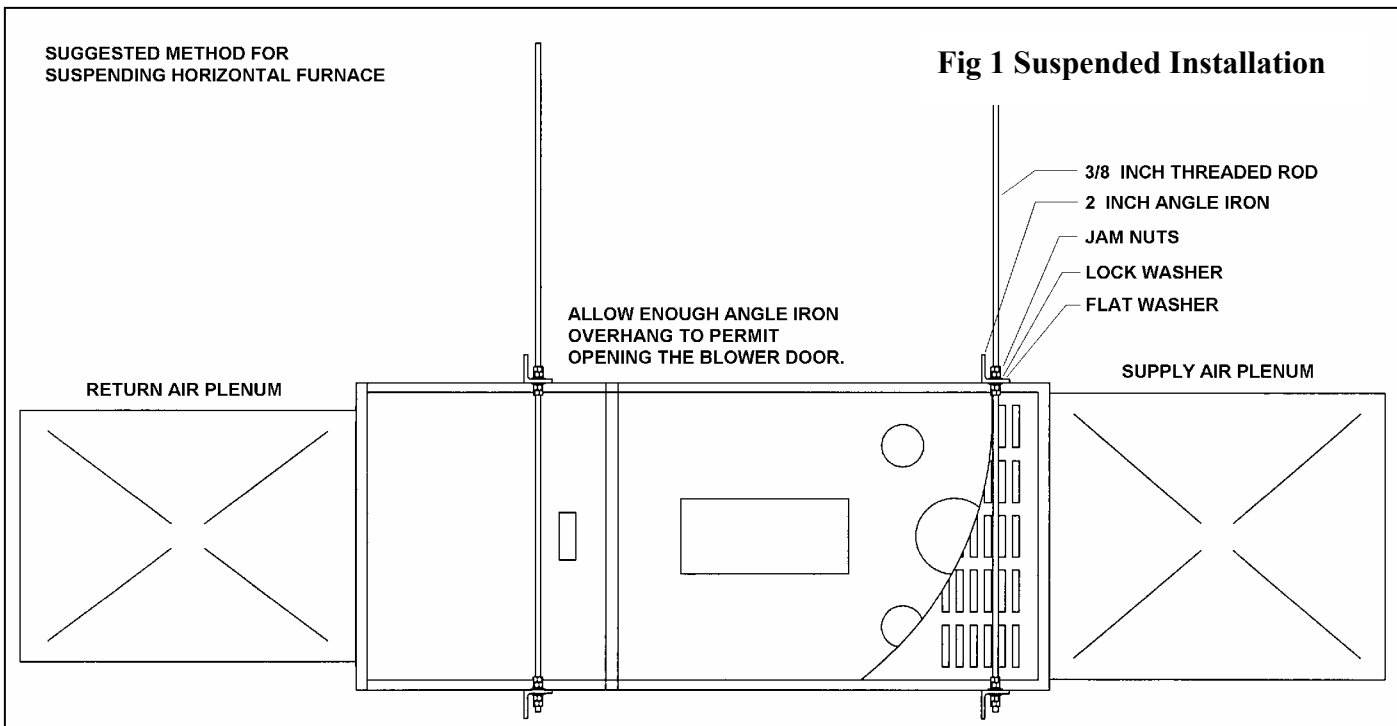 SUGGESTED METHOD FOR
SUSPENDING HORIZONTAL FURNACE
Fig 1 Suspended Installation
3/8 INCH THREADED ROD
2 INCH ANGLE IRON
JAM NUTS
LOCK WASHER
FLAT WASHER
ALLOW ENOUGH ANGLE IRON
OVERHANG TO PERMIT
OPENING THE BLOWER DOOR.
RETURN AIR PLENUM
SUPPLY AIR PLENUM